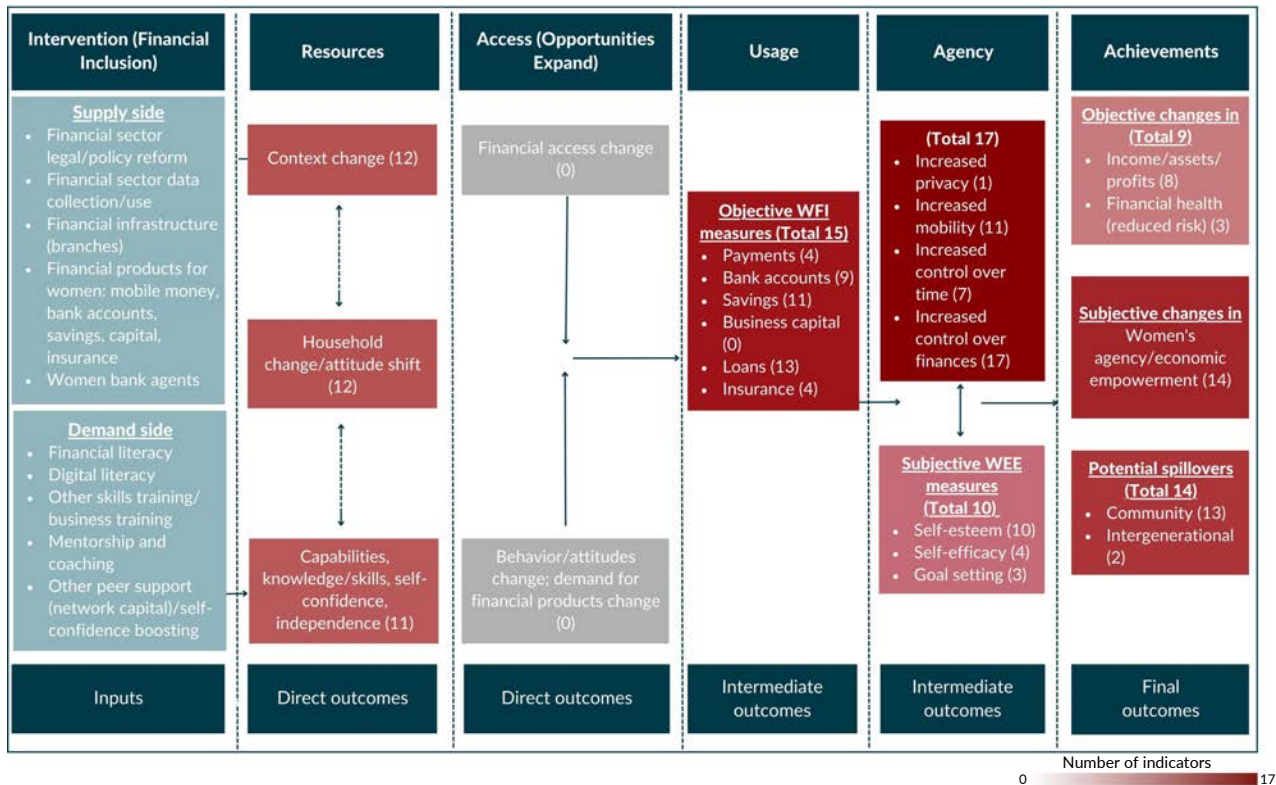 Intervention (Financial
Inclusion)
Resources
Access (Opportunities
Expand)
Usage
Agency
Achievements
Supply side
• Financial sector
legal/policy reform
• Financial sector data
collection/use
• Financial infrastructure
(branches)
• Financial products for
women: mobile money,
bank accounts,
savings, capital,
insurance
• Women bank agents
Demand side
• Financial literacy
• Digital literacy
• Other skills training/
business training
• Mentorship and
coaching
• Other peer support
(network capital)/self-
confidence boosting
Context change (12)
Household
change/attitude shift
(12)
Capabilities,
knowledge/skills, self-
confidence,
independence (11)
Financial access change
(0)
Behavior/attitudes
change; demand for
financial products change
(0)
Objective WFI
measures (Total 15)
• Payments (4)
• Bank accounts (9)
• Savings (11)
• Business capital
(0)
• Loans (13)
• Insurance (4)
(Total 17)
• Increased
privacy (1)
• Increased
mobility (11)
• Increased
control over
time (7)
• Increased
control over
finances (17)
Subjective WEE
measures
(Total 10)
• Self-esteem (10)
• Self-efficacy (4)
• Goal setting (3)
Objective changes in
(Total 9)
• Income/assets/
profits (8)
• Financial health
(reduced risk) (3)
Subjective changes in
Women's
agency/economic
empowerment (14)
Potential spillovers
(Total 14)
• Community (13)
• Intergenerational
(2)
Inputs
Direct outcomes
Direct outcomes
Intermediate
outcomes
Intermediate
outcomes
Final
outcomes
Number of indicators
0
17